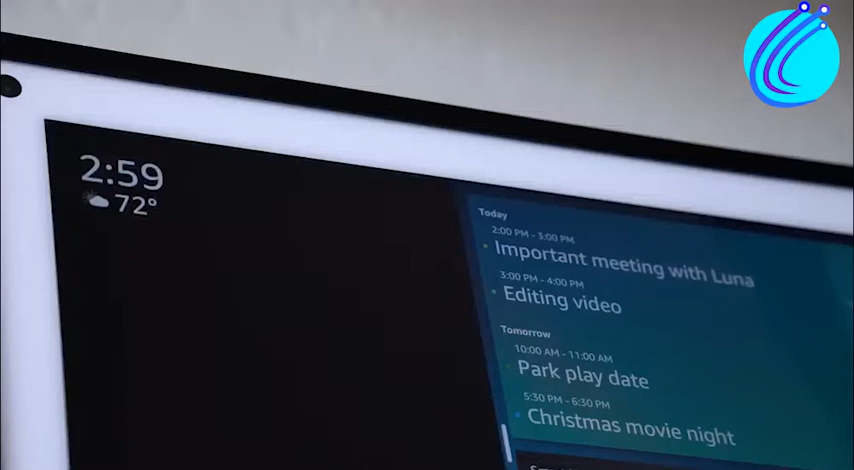 2:59
72°
Today
2:00 PM - 3:00 PM
Important meeting with Luna
3:00 PM - 4:00 PM
Editing video
Tomorrow
10:00 AM - 11:00 AM
Park play date
5:30 PM - 6:30 PM
Christmas movie night